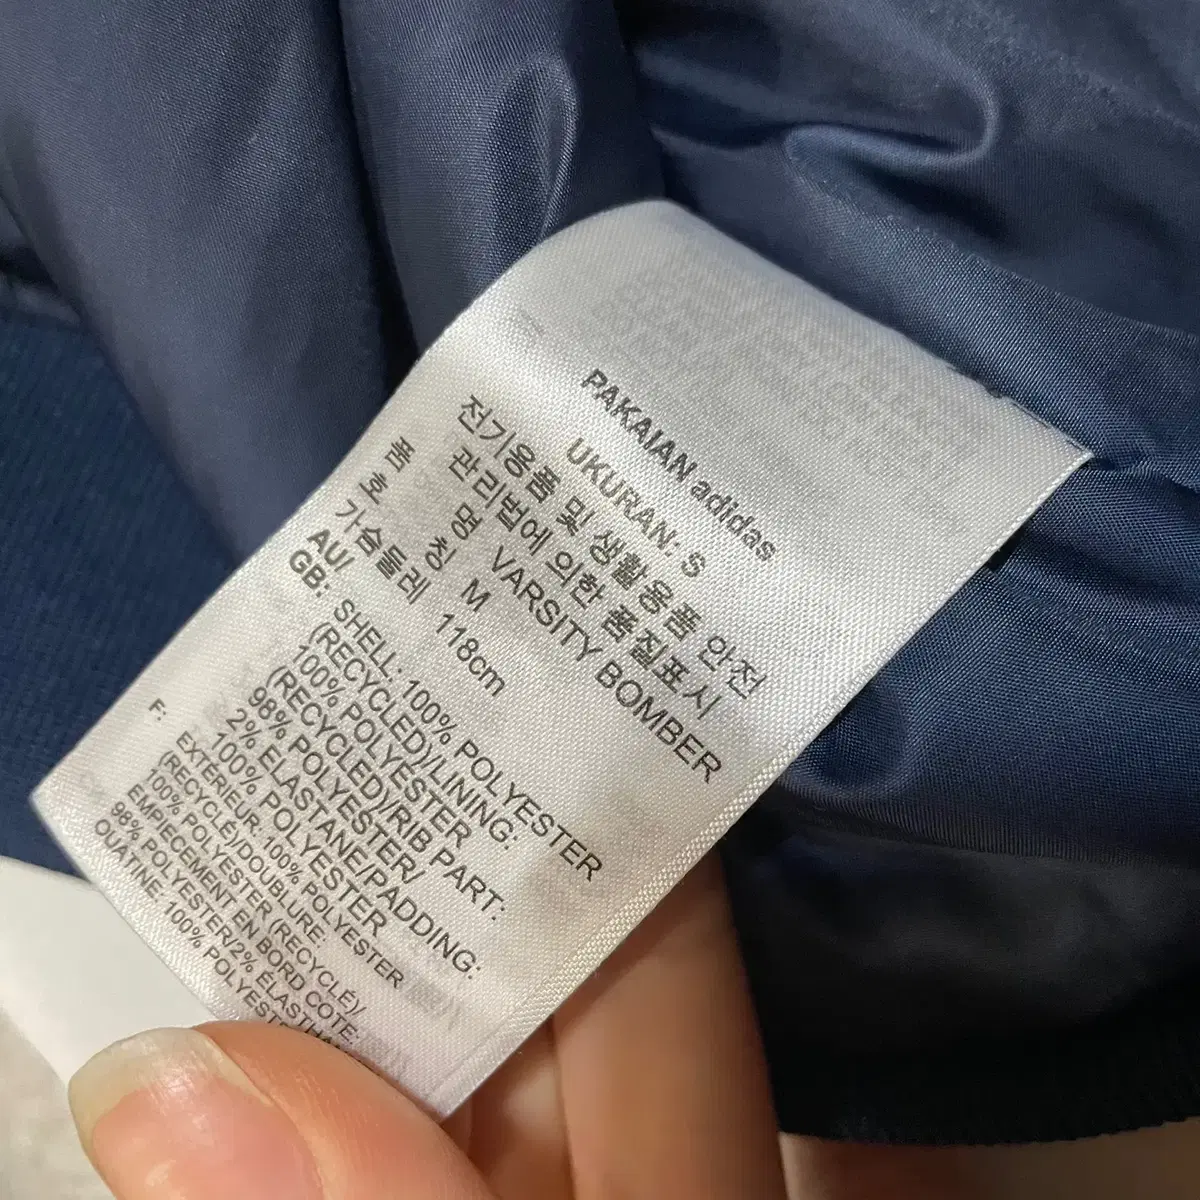 PAKAIAN adidas
UKURAN: S
전기용품 및 생활용품 안전
관리법에 의한 품질표시
품 명 VARSITY BOMBER
호 칭 M
가슴둘레 118cm
AU/
GB: SHELL: 100% POLYESTER
(RECYCLED)/LINING:
100% POLYESTER
(RECYCLED)/RIB PART:
98% POLYESTER/
2% ELASTANE/PADDING:
100% POLYESTER
F: EXTÉRIEUR: 100% POLYESTER
(RECYCLÉ)/DOUBLURE:
100% POLYESTER (RECYCLÉ)/
EMPIECEMENT EN BORD COTE:
98% POLYESTER/2% ÉLASTHANNE/
OUATINE: 100% POLYESTER